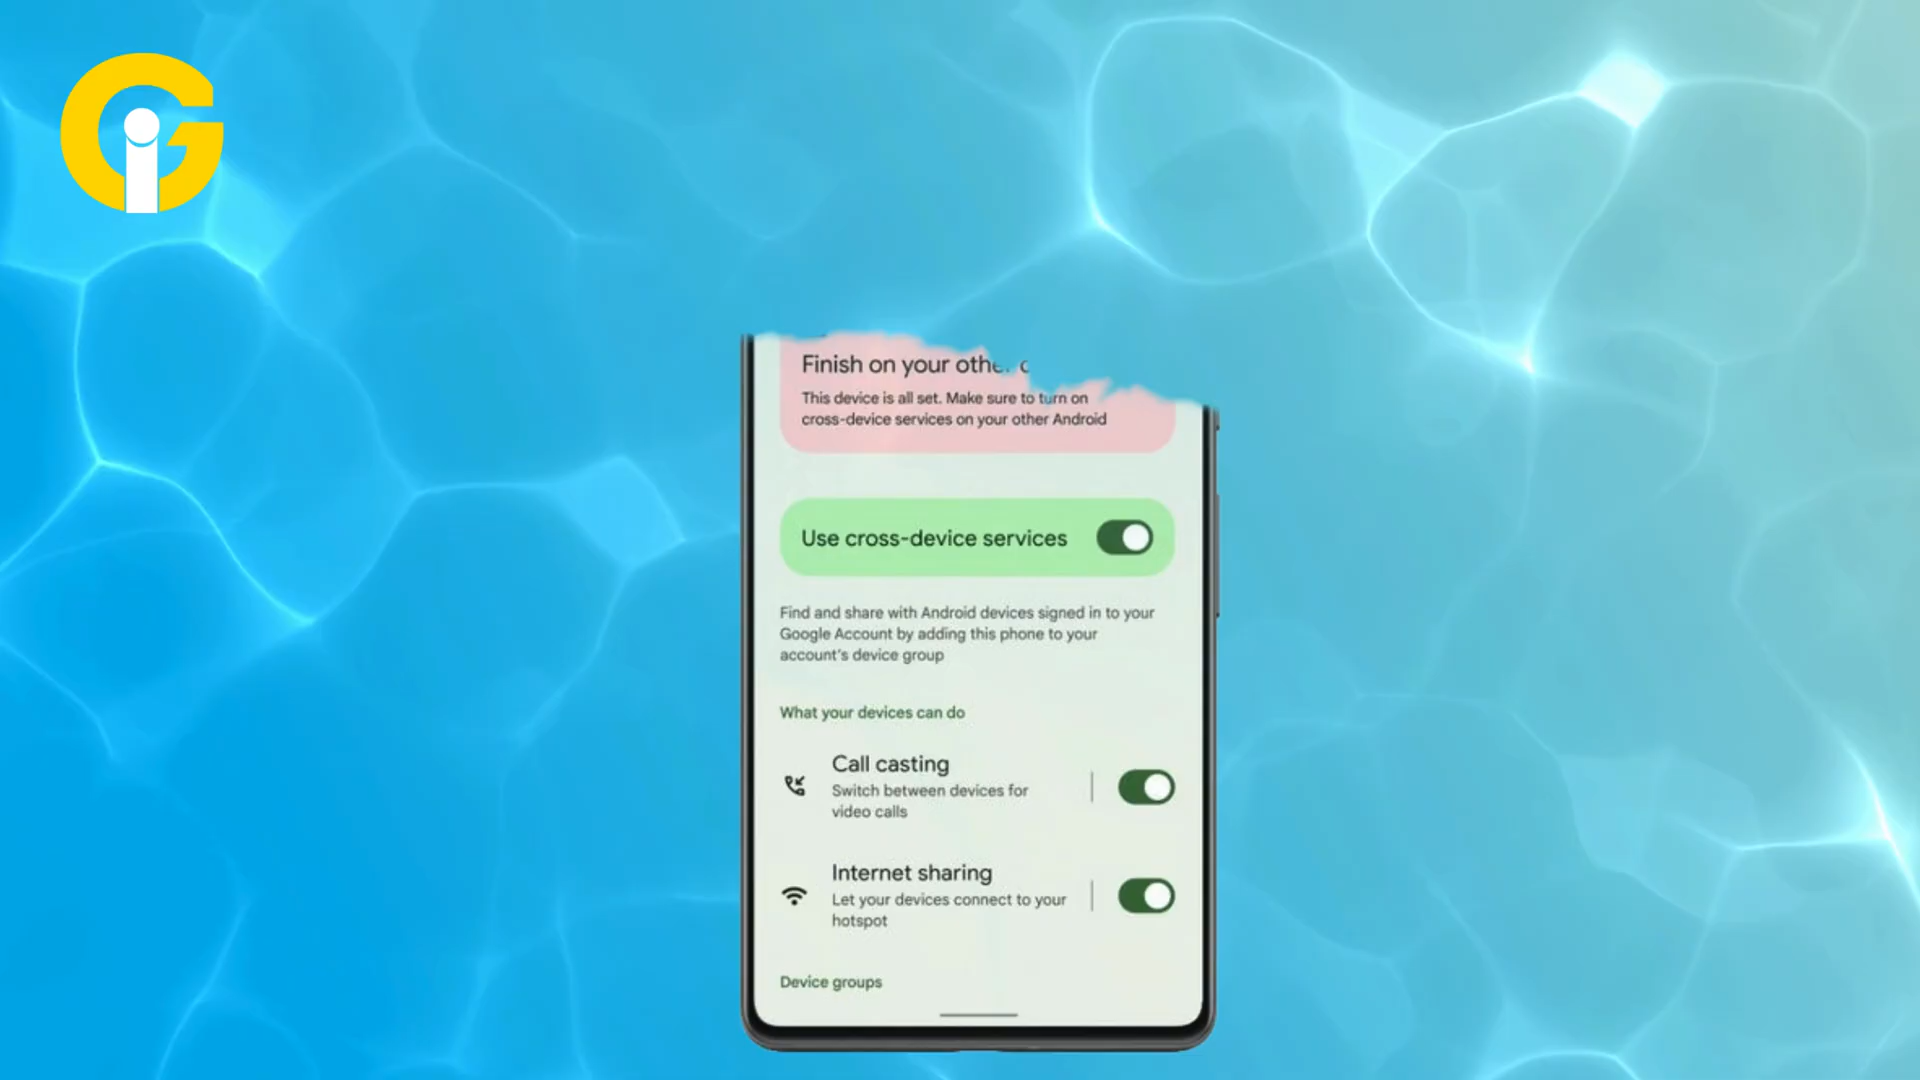 Gi
Finish on your othe
This device is all set. Make sure to turn on
cross-device services on your other Android
Use cross-device services
Find and share with Android devices signed in to your
Google Account by adding this phone to your
account's device group
What your devices can do
Call casting
Switch between devices for
video calls
Internet sharing
Let your devices connect to your
hotspot
Device groups